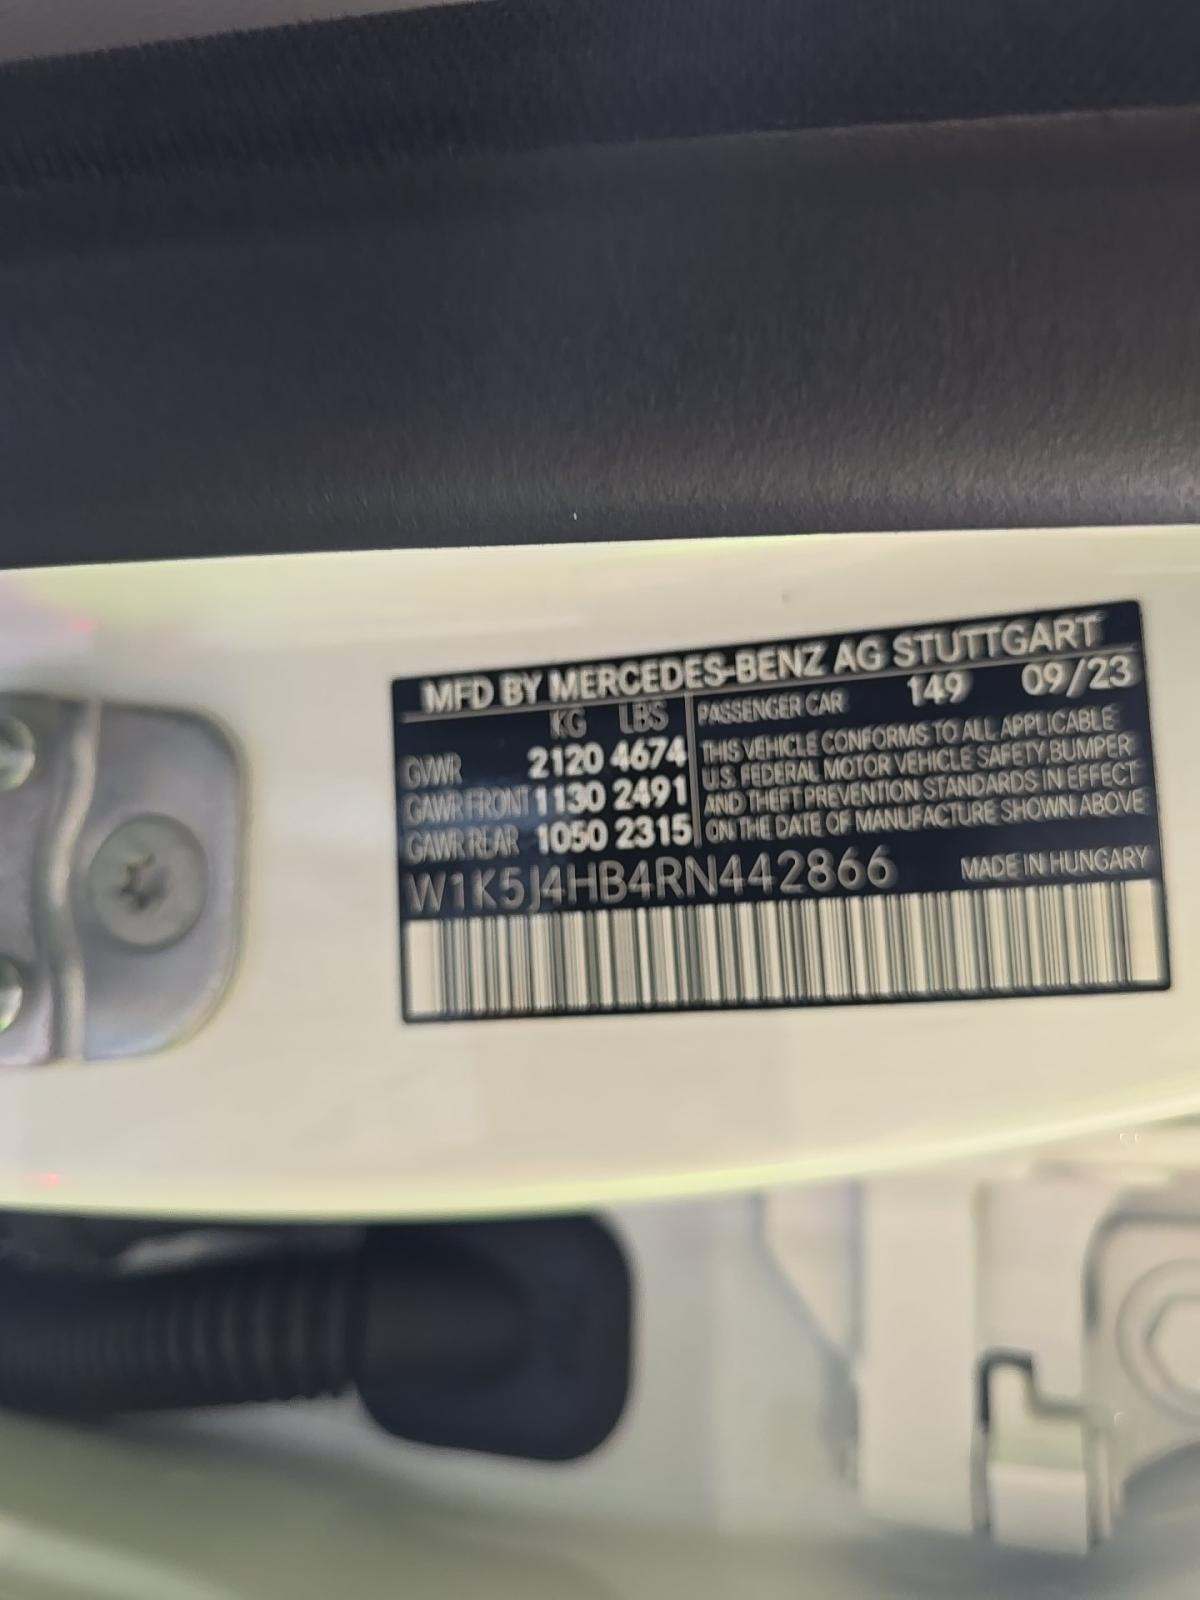 MFD BY MERCEDES-BENZ AG STUTTGART
KG LBS
GVWR 2120 4674
GAWR FRONT 1130 2491
GAWR REAR 1050 2315
PASSENGER CAR 149 09/23
THIS VEHICLE CONFORMS TO ALL APPLICABLE
U.S. FEDERAL MOTOR VEHICLE SAFETY,BUMPER
AND THEFT PREVENTION STANDARDS IN EFFECT
ON THE DATE OF MANUFACTURE SHOWN ABOVE
W1K5J4HB4RN442866 MADE IN HUNGARY